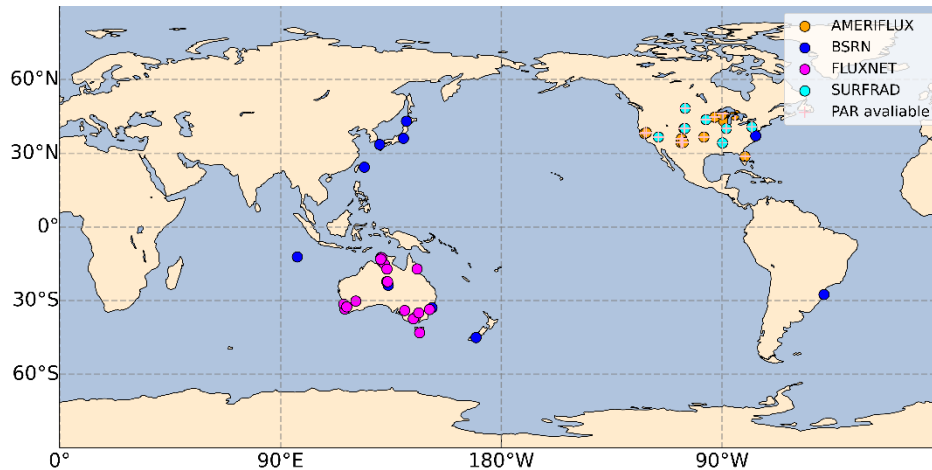 AMERIFLUX
BSRN
FLUXNET
SURFRAD
PAR avaliable
60°N
30°N
0°
30°S
60°S
0°
90°E
180°W
90°W